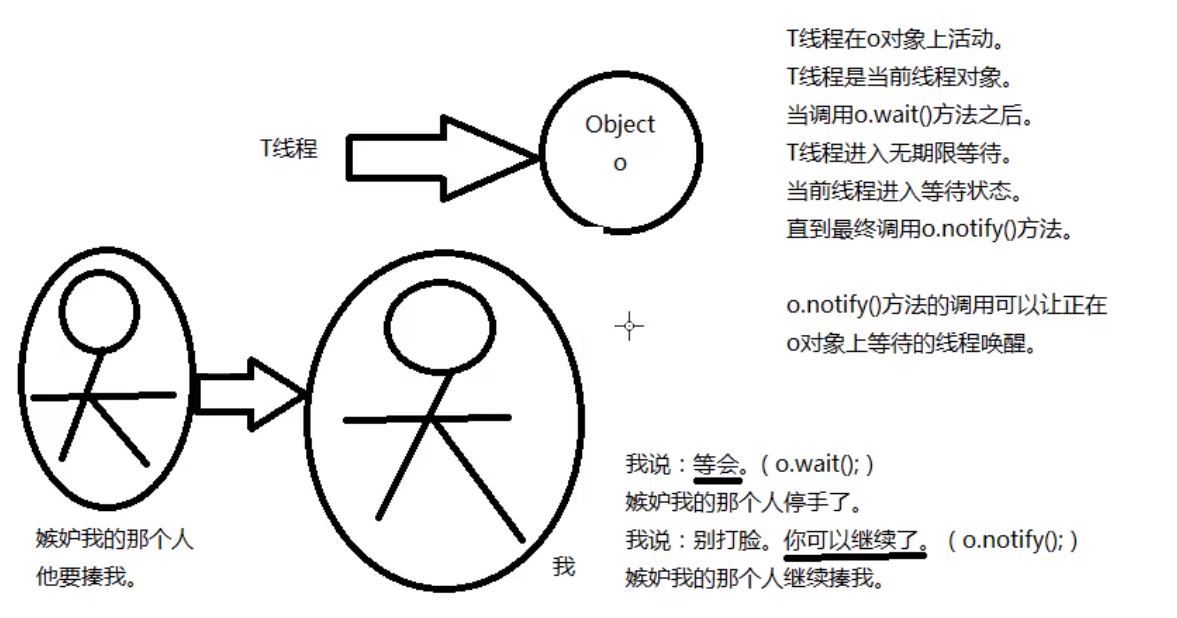 T线程
Object
o
T线程在o对象上活动。
T线程是当前线程对象。
当调用o.wait()方法之后。
T线程进入无期限等待。
当前线程进入等待状态。
直到最终调用o.notify()方法。
o.notify()方法的调用可以让正在
o对象上等待的线程唤醒。
嫉妒我的那个人
他要揍我。
我
我说：等会。( o.wait(); )
嫉妒我的那个人停手了。
我说：别打脸。你可以继续了。( o.notify(); )
嫉妒我的那个人继续揍我。